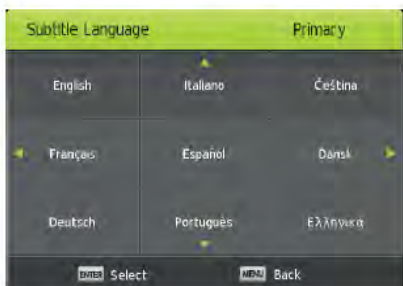 Subtitle Language Primary
English Italiano Čeština
Français Español Dansk
Deutsch Português Ελληνικα
ENTER Select MENU Back